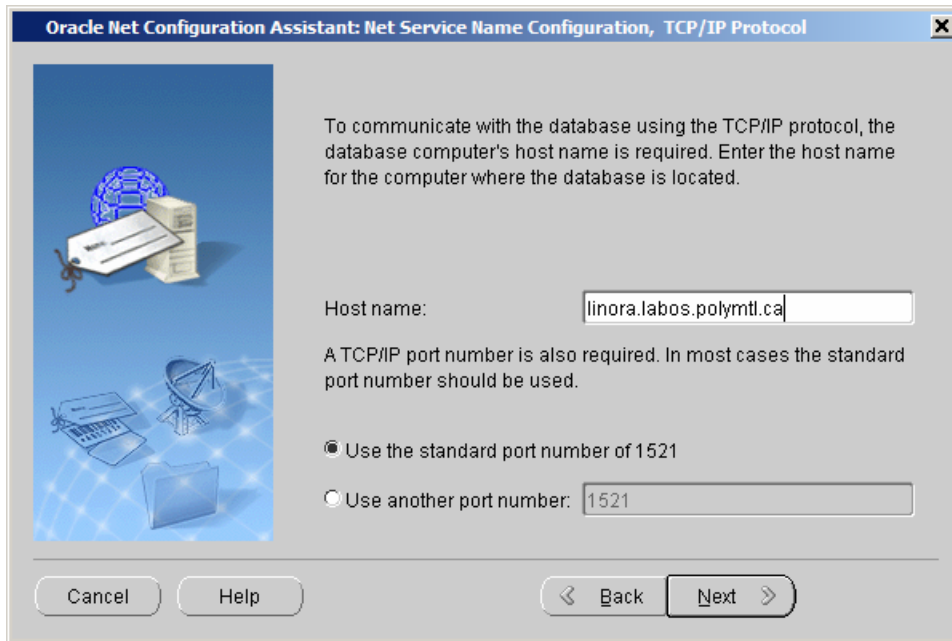 Oracle Net Configuration Assistant: Net Service Name Configuration, TCP/IP Protocol
To communicate with the database using the TCP/IP protocol, the
database computer's host name is required. Enter the host name
for the computer where the database is located.
Host name:
linora.labos.polymtl.ca
A TCP/IP port number is also required. In most cases the standard
port number should be used.
Use the standard port number of 1521
Use another port number:
1521
Cancel
Help
Back
Next